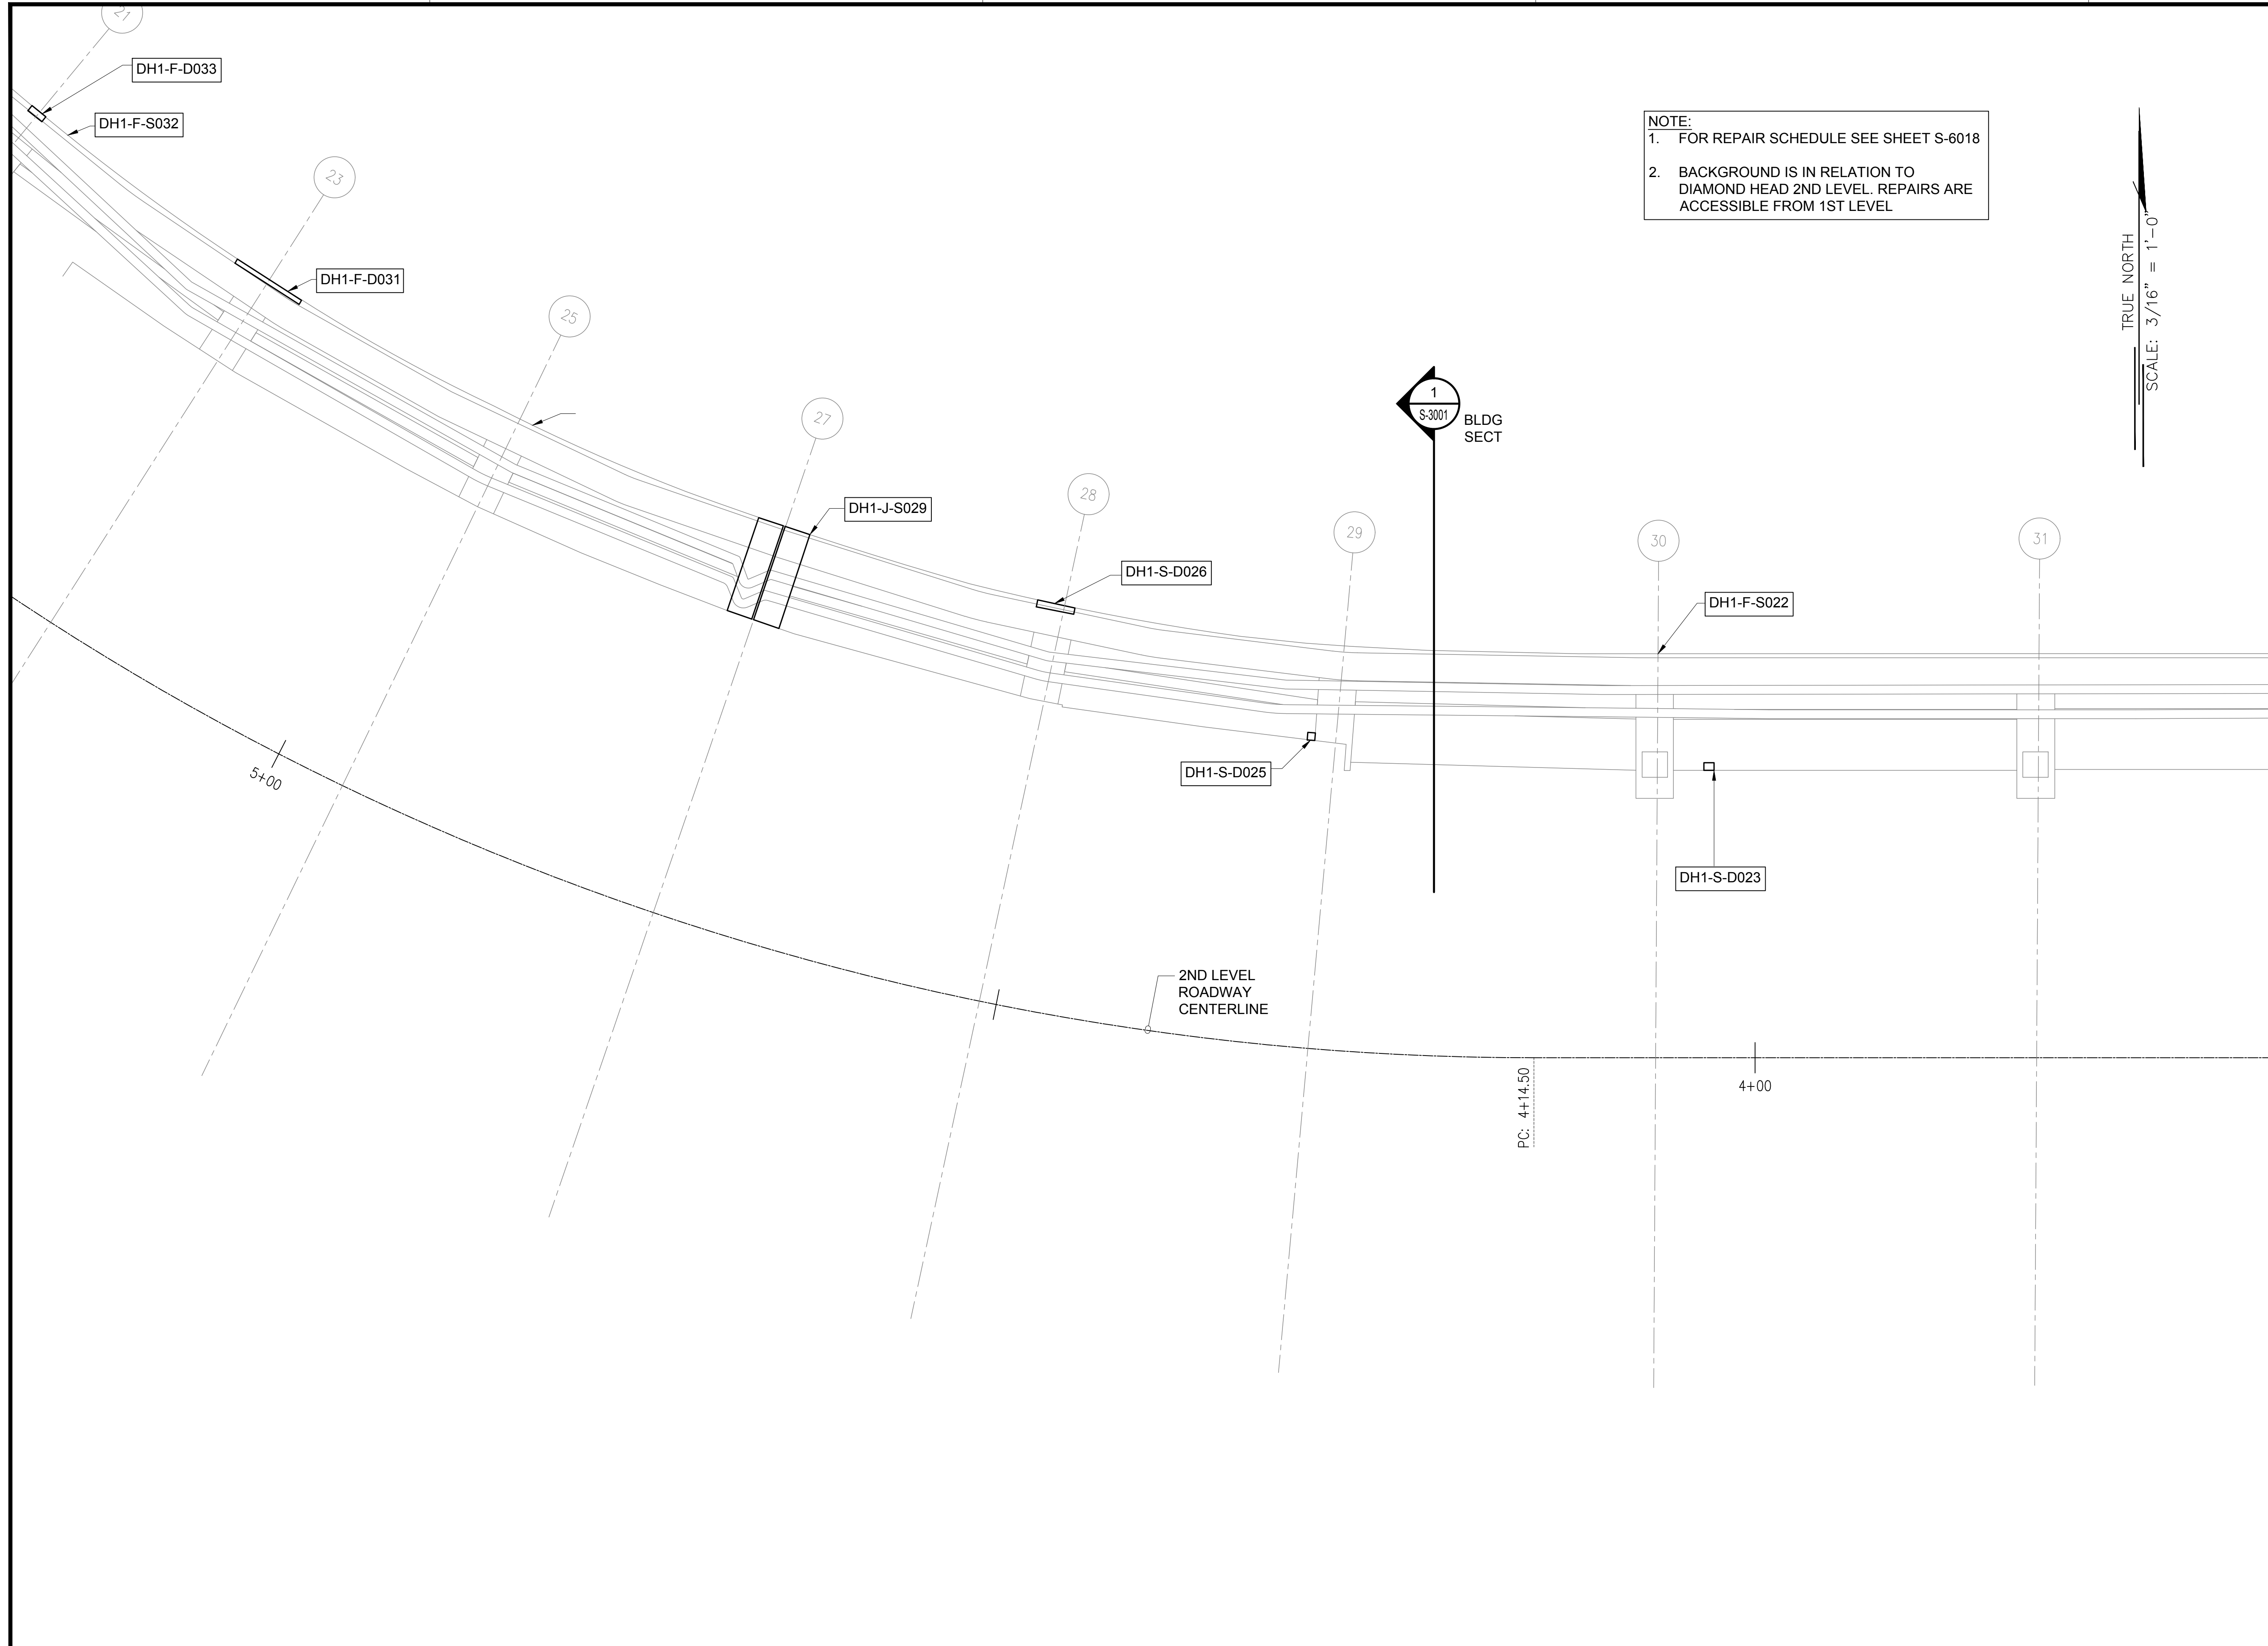 21
DH1-F-D033
DH1-F-S032
23
DH1-F-D031
25
27
DH1-J-S029
28
DH1-S-D026
29
DH1-S-D025
1
S-3001
BLDG
SECT
NOTE:
1. FOR REPAIR SCHEDULE SEE SHEET S-6018
2. BACKGROUND IS IN RELATION TO
DIAMOND HEAD 2ND LEVEL. REPAIRS ARE
ACCESSIBLE FROM 1ST LEVEL
TRUE NORTH
SCALE: 3/16" = 1'-0"
30
31
DH1-F-S022
DH1-S-D023
5+00
2ND LEVEL
ROADWAY
CENTERLINE
PC: 4+14.50
4+00